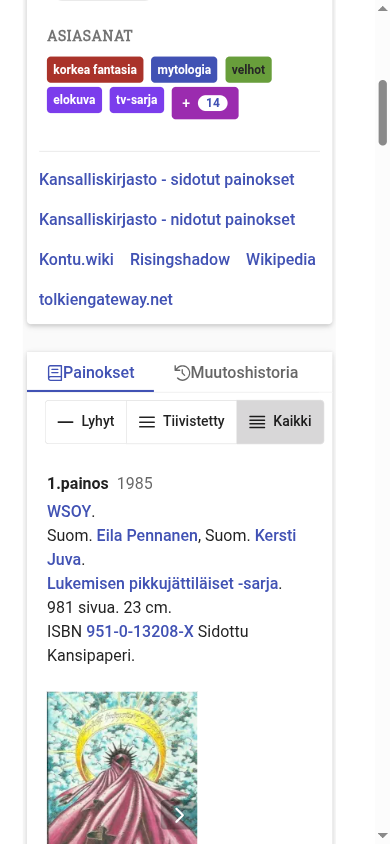 ASIASANAT
korkea fantasia mytologia velhot
elokuva tv-sarja + 14
Kansalliskirjasto - sidotut painokset
Kansalliskirjasto - nidotut painokset
Kontu.wiki Risingshadow Wikipedia
tolkiengateway.net
Painokset Muutoshistoria
Lyhyt Tiivistetty Kaikki
1.painos 1985
WSOY.
Suom. Eila Pennanen, Suom. Kersti
Juva.
Lukemisen pikkujättiläiset -sarja.
981 sivua. 23 cm.
ISBN 951-0-13208-X Sidottu
Kansipaperi.